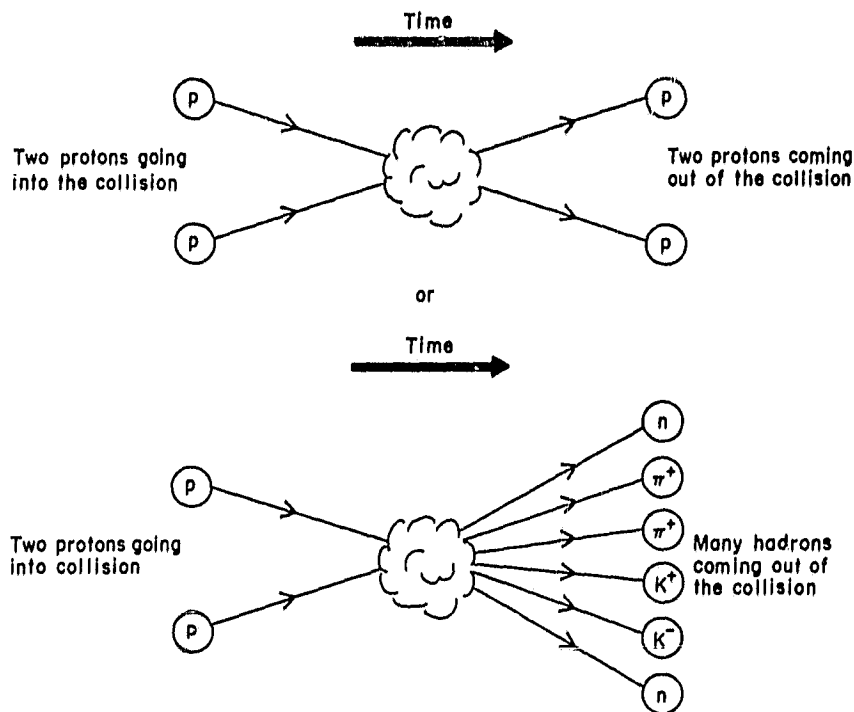 Time
p
p
Two protons going
into the collision
Two protons coming
out of the collision
p
p
or
Time
n
π⁺
p
π⁺
Two protons going
into collision
Many hadrons
coming out of
the collision
K⁺
p
K⁻
n